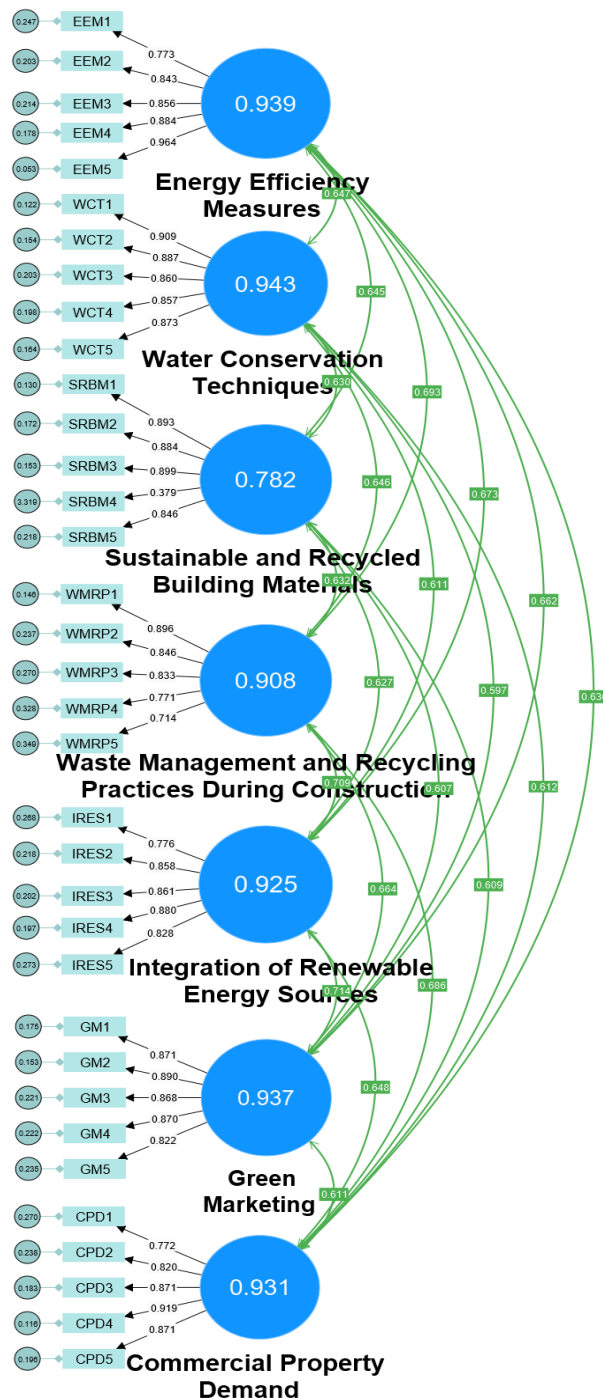 0.247 EEM1
0.203 EEM2
0.214 EEM3
0.178 EEM4
0.053 EEM5
0.773
0.843
0.856
0.884
0.964
0.939
Energy Efficiency
Measures
0.647
0.122 WCT1
0.154 WCT2
0.203 WCT3
0.198 WCT4
0.164 WCT5
0.909
0.887
0.860
0.857
0.873
0.943
0.645
Water Conservation
Techniques
0.630
0.693
0.130 SRBM1
0.172 SRBM2
0.153 SRBM3
3.319 SRBM4
0.218 SRBM5
0.893
0.884
0.899
0.379
0.846
0.782
0.646
0.673
Sustainable and Recycled
Building Materials
0.632
0.611
0.662
0.597
0.612
0.146 WMRP1
0.237 WMRP2
0.270 WMRP3
0.328 WMRP4
0.349 WMRP5
0.896
0.846
0.833
0.771
0.714
0.908
0.627
Waste Management and Recycling
Practices During Construction
0.709
0.607
0.268 IRES1
0.218 IRES2
0.202 IRES3
0.197 IRES4
0.273 IRES5
0.776
0.858
0.861
0.880
0.828
0.925
0.664
0.609
Integration of Renewable
Energy Sources
0.714
0.686
0.175 GM1
0.153 GM2
0.221 GM3
0.222 GM4
0.235 GM5
0.871
0.890
0.868
0.870
0.822
0.937
0.648
Green
Marketing
0.611
0.270 CPD1
0.238 CPD2
0.183 CPD3
0.116 CPD4
0.196 CPD5
0.772
0.820
0.871
0.919
0.871
0.931
Commercial Property
Demand